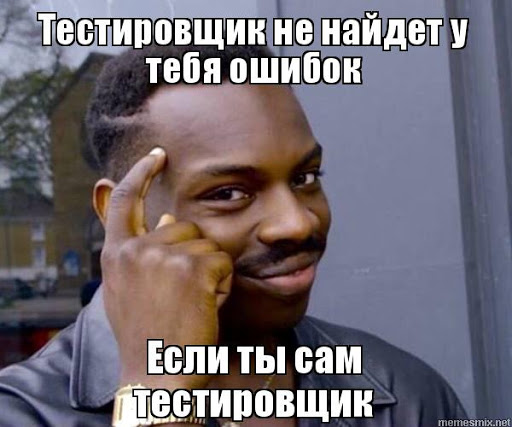 Тестировщик не найдет у
тебя ошибок
Если ты сам
тестировщик
memesmix.net